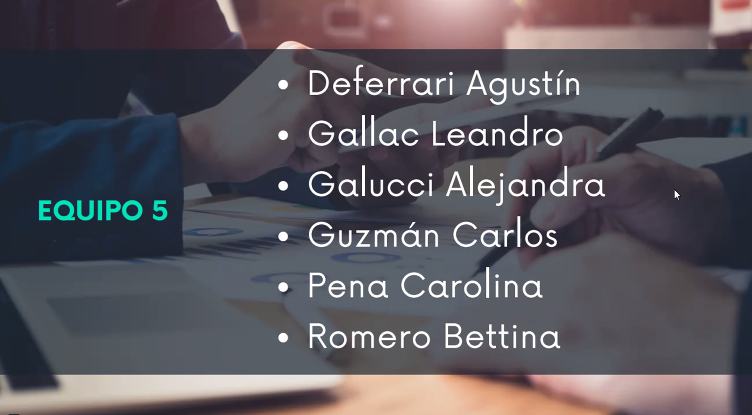 EQUIPO 5
Deferrari Agustín
Gallac Leandro
Galucci Alejandra
Guzmán Carlos
Pena Carolina
Romero Bettina